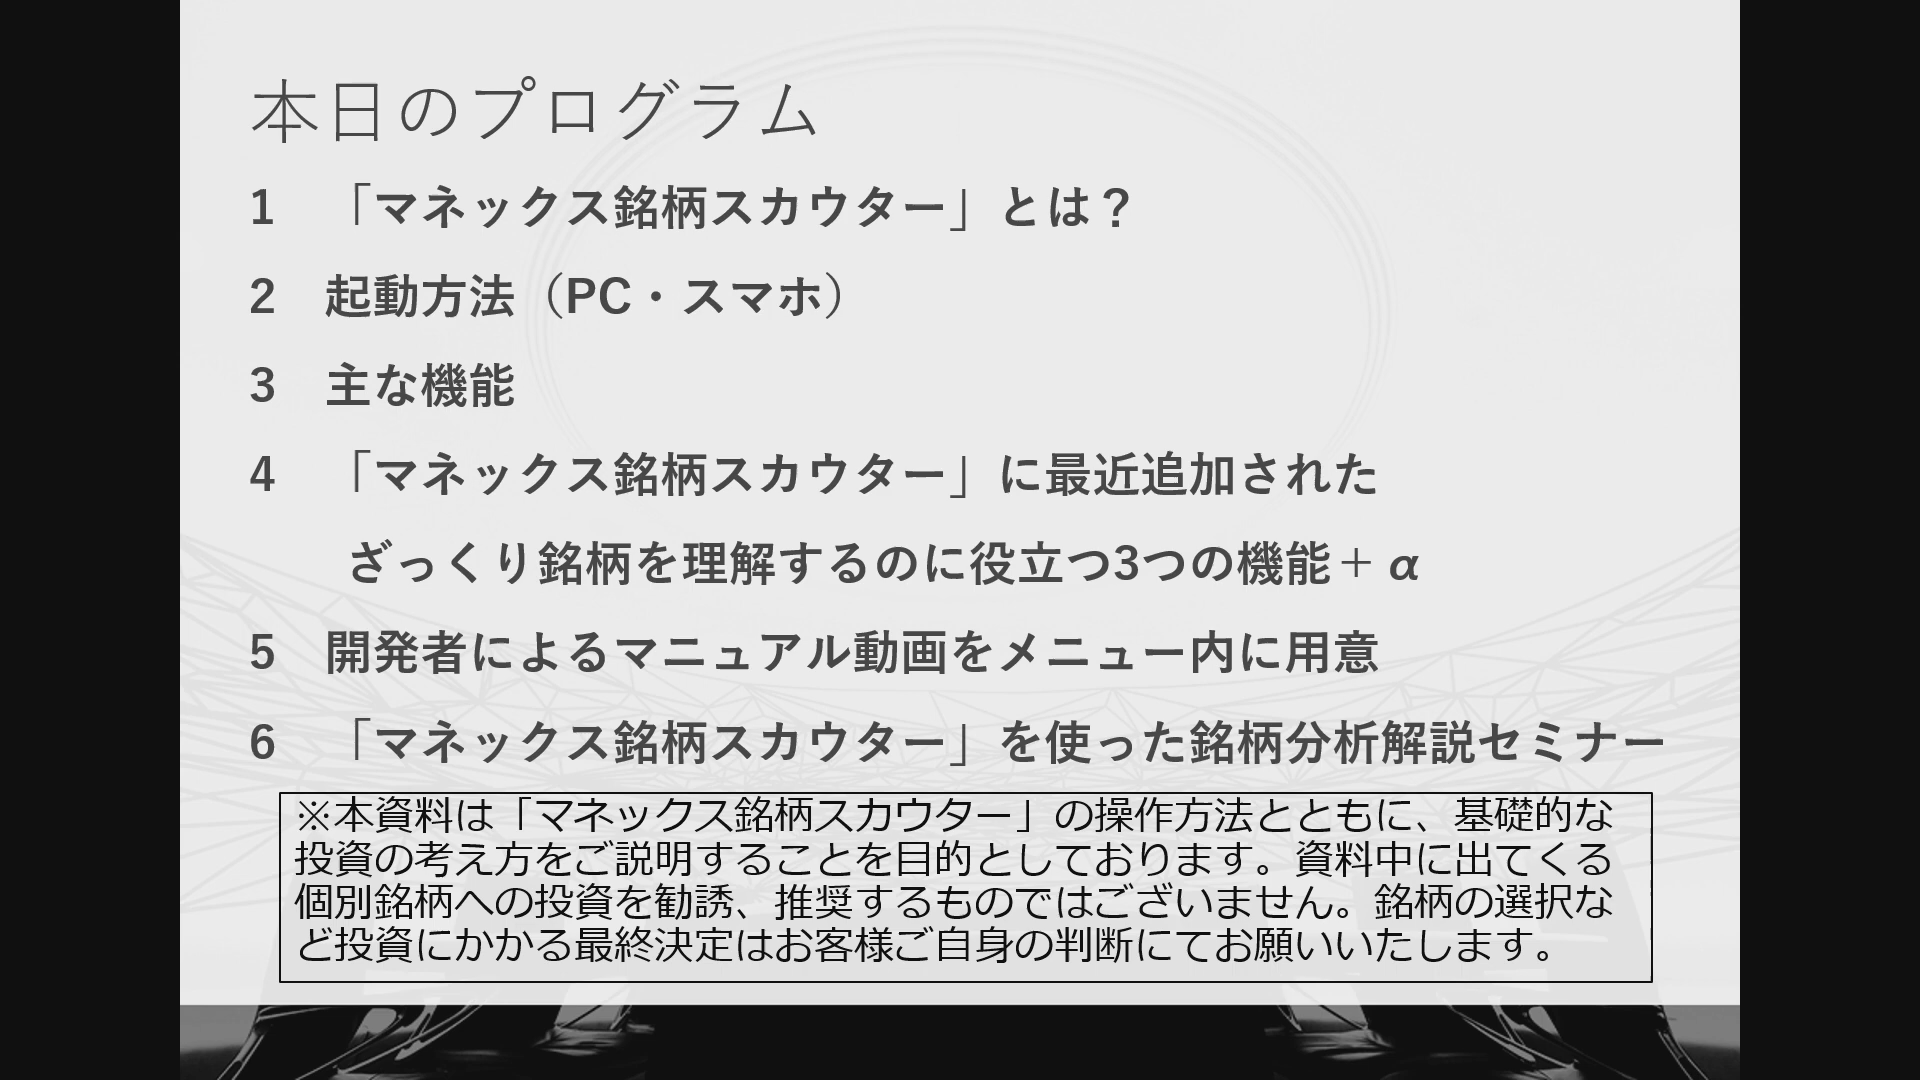 本日のプログラム
1 「マネックス銘柄スカウター」とは？
2 起動方法（PC・スマホ）
3 主な機能
4 「マネックス銘柄スカウター」に最近追加された
ざっくり銘柄を理解するのに役立つ3つの機能＋α
5 開発者によるマニュアル動画をメニュー内に用意
6 「マネックス銘柄スカウター」を使った銘柄分析解説セミナー
※本資料は「マネックス銘柄スカウター」の操作方法とともに、基礎的な
投資の考え方をご説明することを目的としております。資料中に出てくる
個別銘柄への投資を勧誘、推奨するものではございません。銘柄の選択な
ど投資にかかる最終決定はお客様ご自身の判断にてお願いいたします。